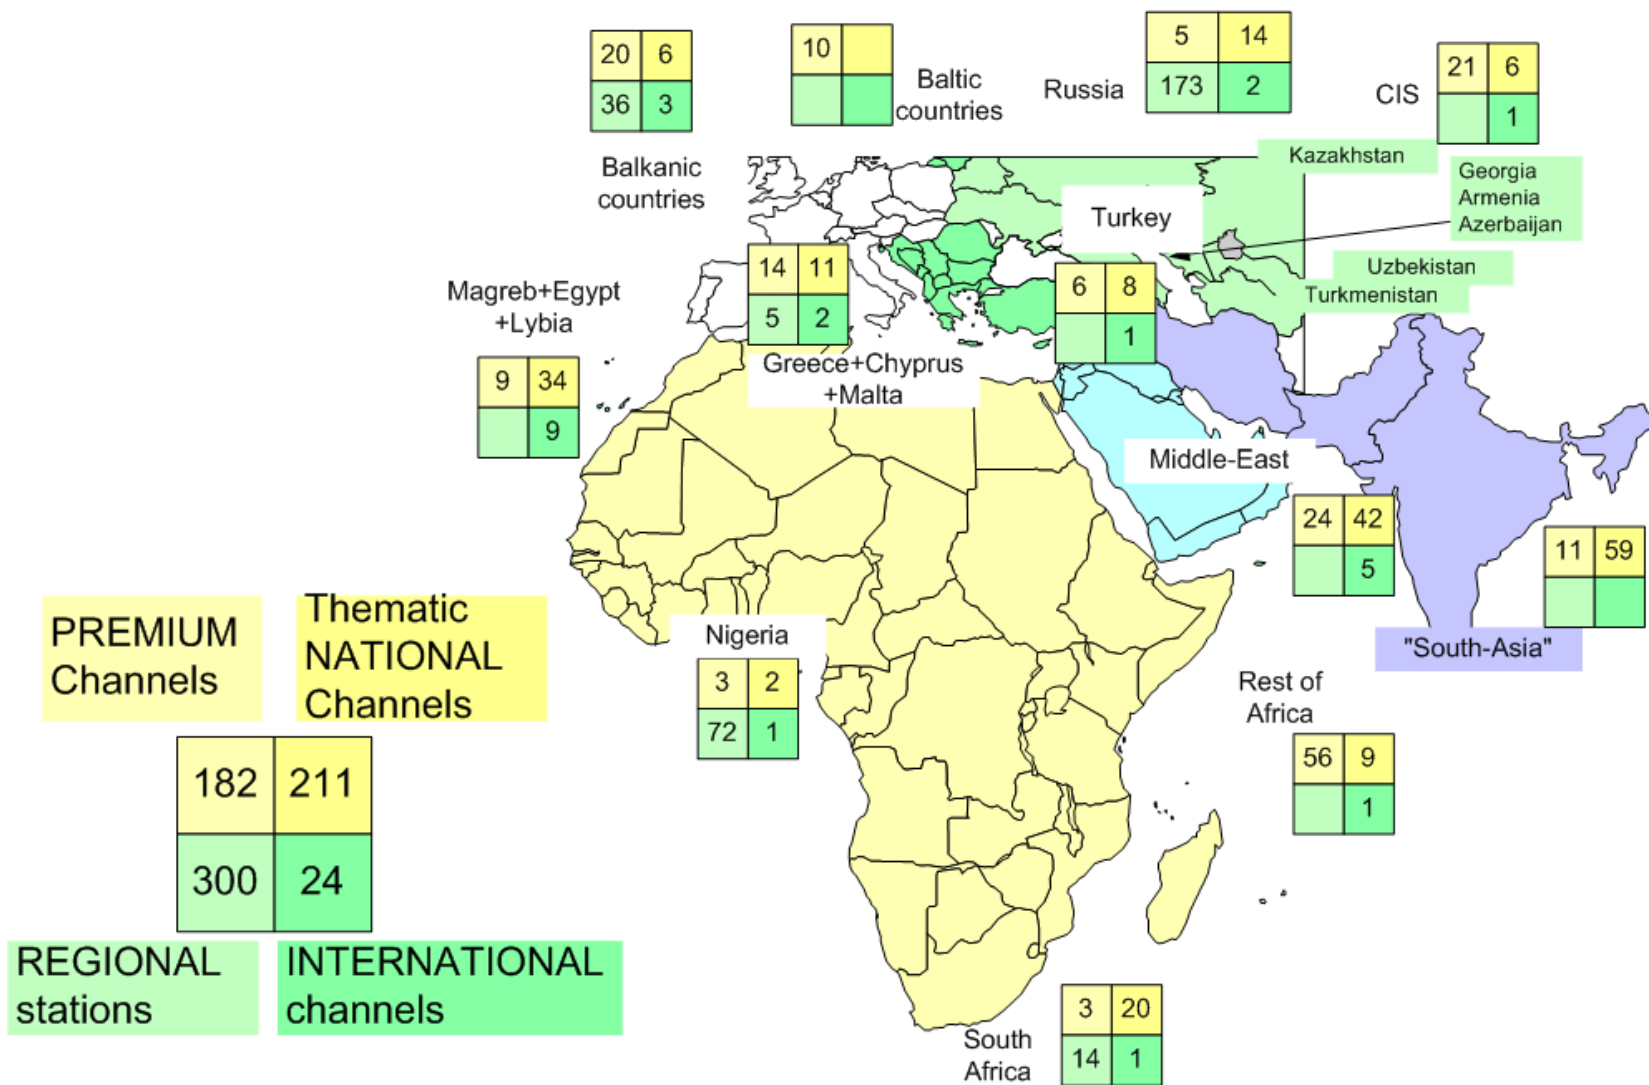 20 6
36 3
Balkanic
countries
10
Baltic
countries
Russia
5 14
173 2
CIS
21 6
1
Kazakhstan
Georgia
Armenia
Azerbaijan
Uzbekistan
Turkmenistan
Turkey
6 8
1
14 11
5 2
Greece+Chyprus
+Malta
Magreb+Egypt
+Lybia
9 34
9
Middle-East
24 42
5
11 59
"South-Asia"
Nigeria
3 2
72 1
Rest of
Africa
56 9
1
South
Africa
3 20
14 1
PREMIUM
Channels
Thematic
NATIONAL
Channels
182 211
300 24
REGIONAL
stations
INTERNATIONAL
channels